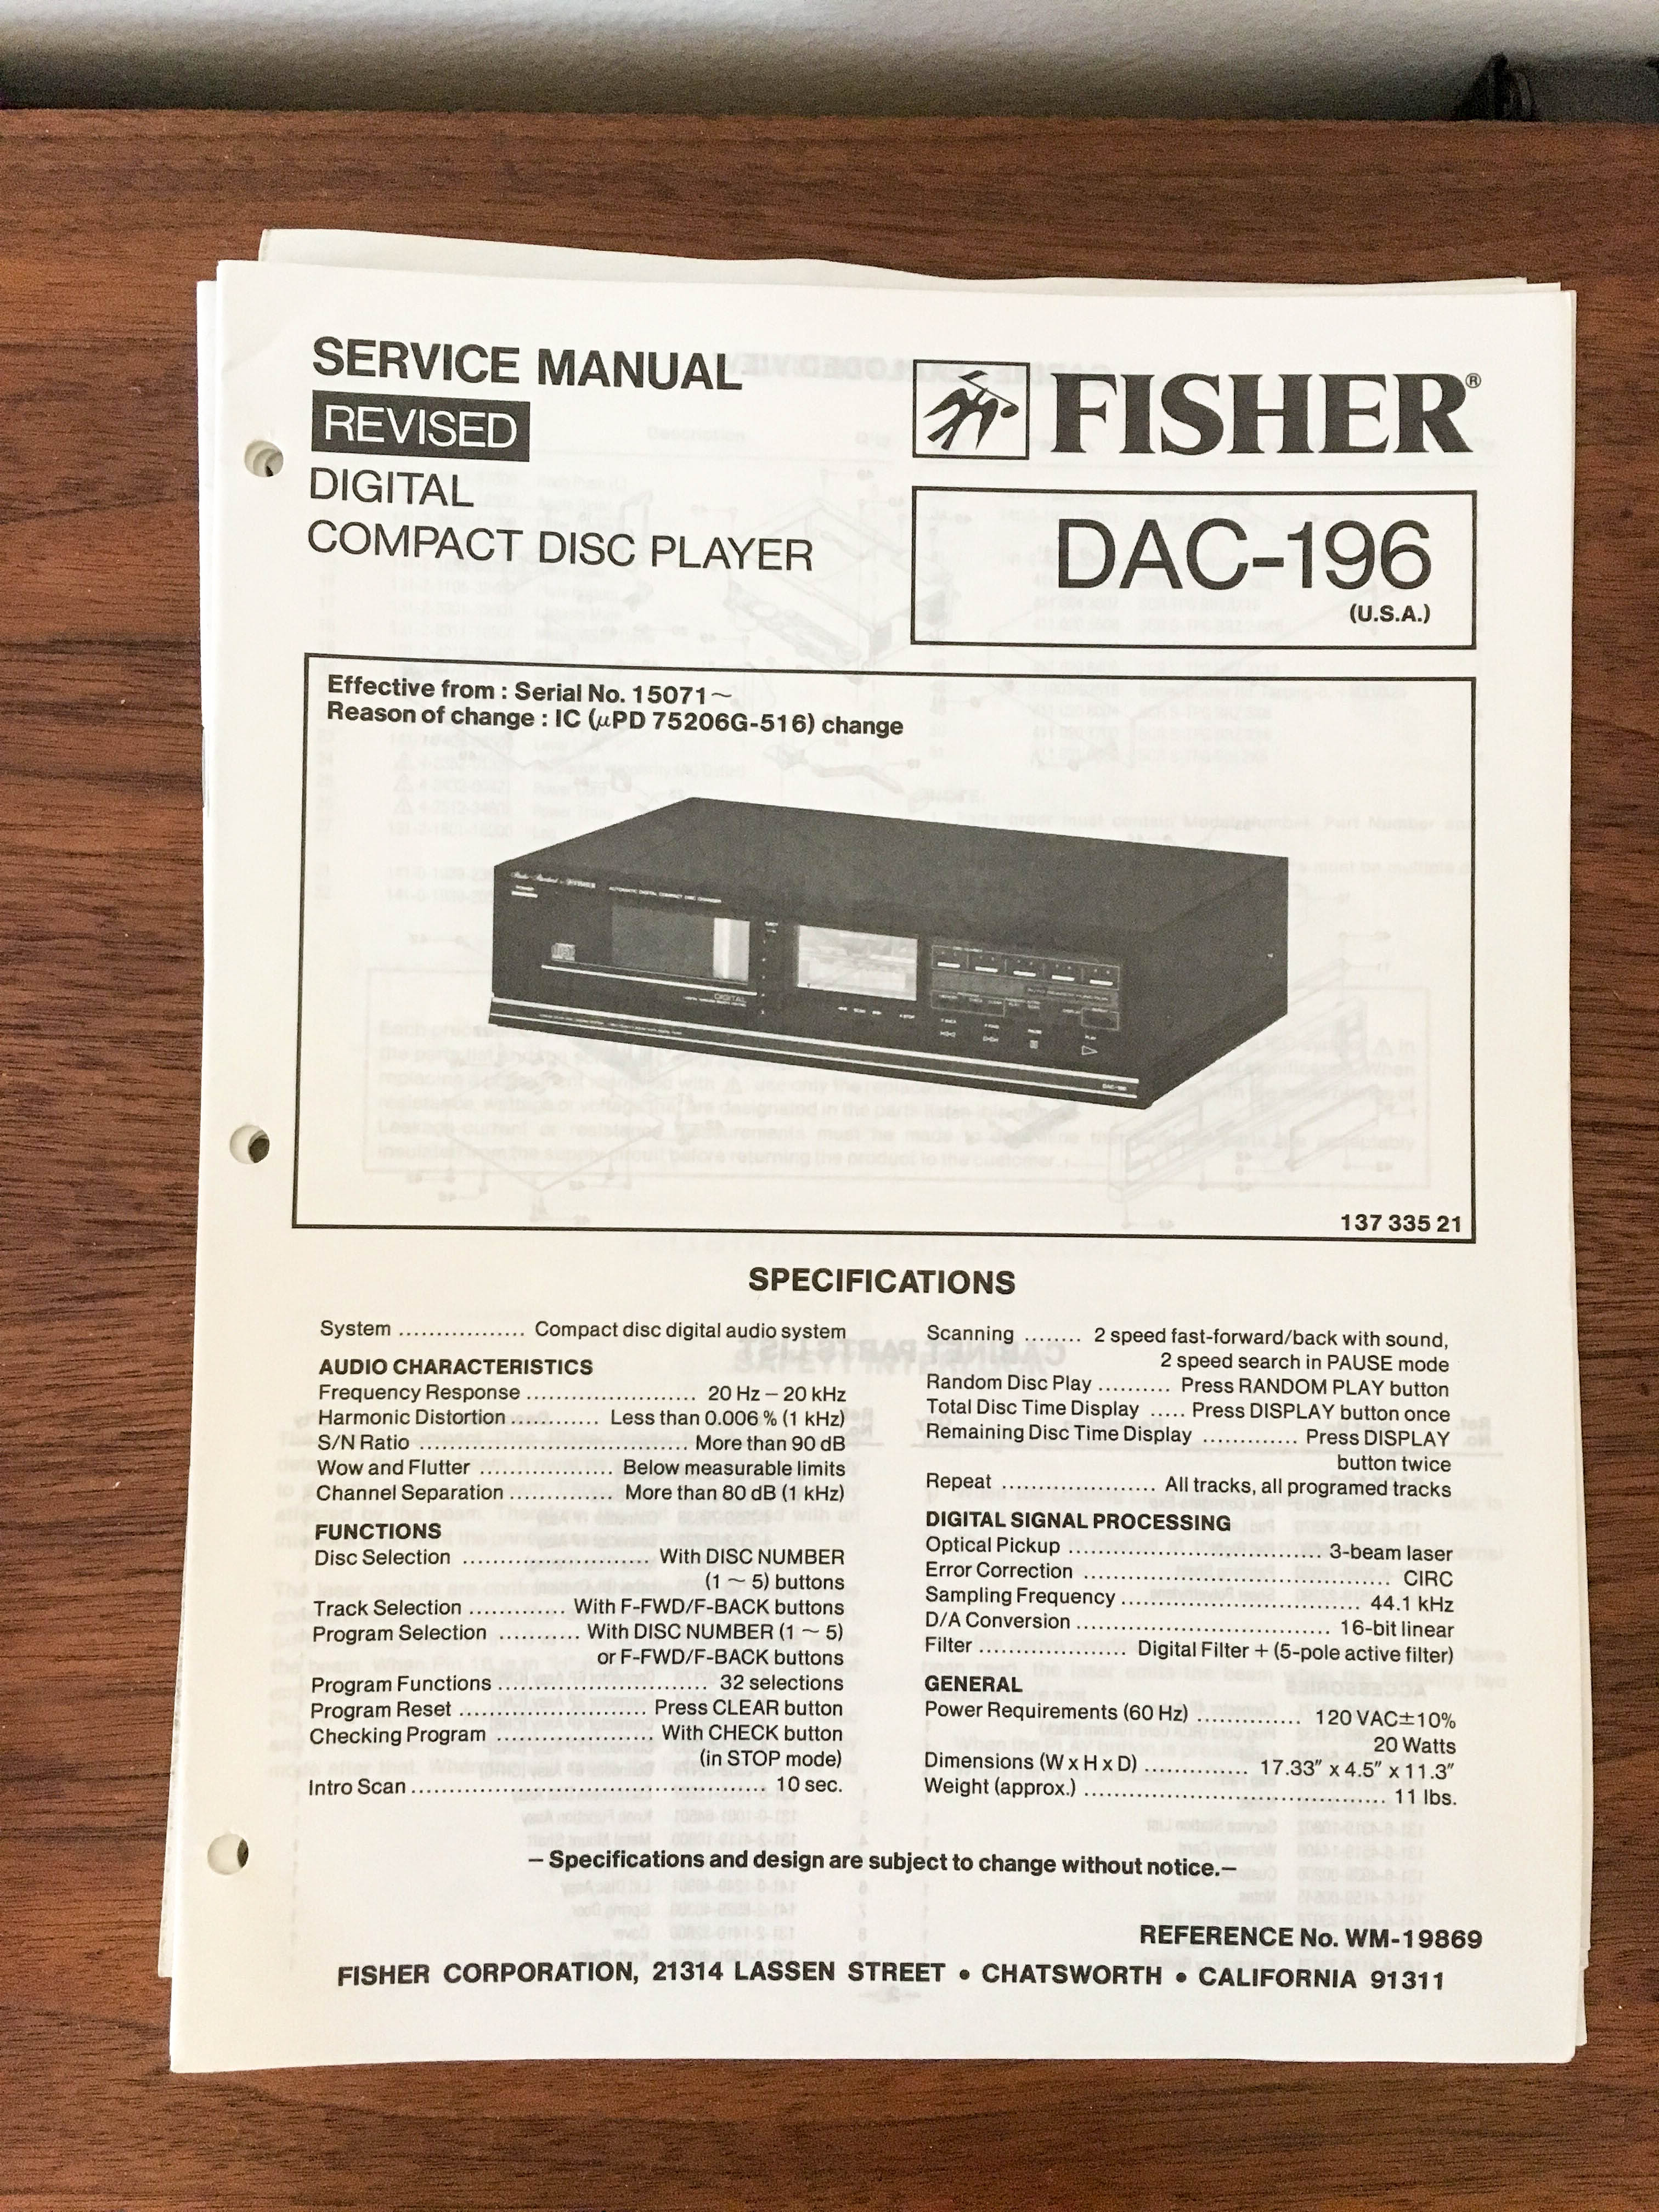 SERVICE MANUAL
REVISED
DIGITAL
COMPACT DISC PLAYER
FISHER®
DAC-196
(U.S.A.)
Effective from : Serial No. 15071～
Reason of change : IC (μPD 75206G-516) change
FISHER
AUTOMATIC DIGITAL COMPACT DISC CHANGER
DIGITAL
DAC-196
137 335 21
SPECIFICATIONS
System ................. Compact disc digital audio system
AUDIO CHARACTERISTICS
Frequency Response ....................... 20 Hz – 20 kHz
Harmonic Distortion ............ Less than 0.006 % (1 kHz)
S/N Ratio .................................... More than 90 dB
Wow and Flutter .................. Below measurable limits
Channel Separation .............. More than 80 dB (1 kHz)
FUNCTIONS
Disc Selection ......................... With DISC NUMBER
(1 ～ 5) buttons
Track Selection ............. With F-FWD/F-BACK buttons
Program Selection ........... With DISC NUMBER (1 ～ 5)
or F-FWD/F-BACK buttons
Program Functions ............................ 32 selections
Program Reset .......................... Press CLEAR button
Checking Program ..................... With CHECK button
(in STOP mode)
Intro Scan ............................................... 10 sec.
Scanning ........ 2 speed fast-forward/back with sound,
2 speed search in PAUSE mode
Random Disc Play .......... Press RANDOM PLAY button
Total Disc Time Display ..... Press DISPLAY button once
Remaining Disc Time Display ............. Press DISPLAY
button twice
Repeat ..................... All tracks, all programed tracks
DIGITAL SIGNAL PROCESSING
Optical Pickup .................................. 3-beam laser
Error Correction ......................................... CIRC
Sampling Frequency ................................ 44.1 kHz
D/A Conversion .................................. 16-bit linear
Filter .................... Digital Filter + (5-pole active filter)
GENERAL
Power Requirements (60 Hz) .............. 120 VAC±10%
20 Watts
Dimensions (W x H x D) .............. 17.33″ x 4.5″ x 11.3″
Weight (approx.) ......................................... 11 lbs.
– Specifications and design are subject to change without notice.–
REFERENCE No. WM-19869
FISHER CORPORATION, 21314 LASSEN STREET • CHATSWORTH • CALIFORNIA 91311